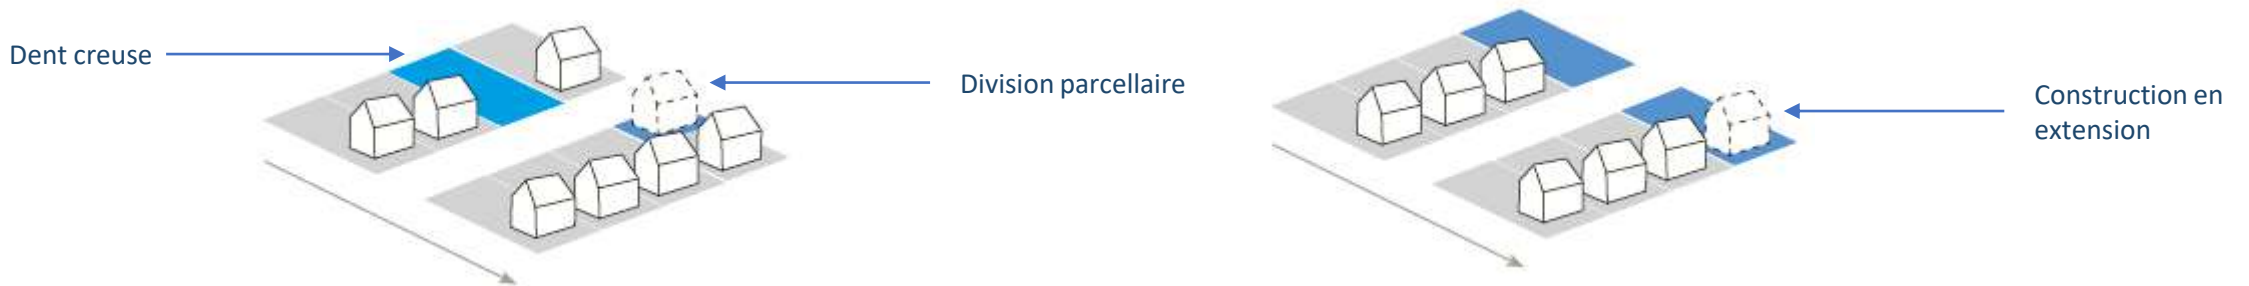 Dent creuse
Division parcellaire
Construction en
extension